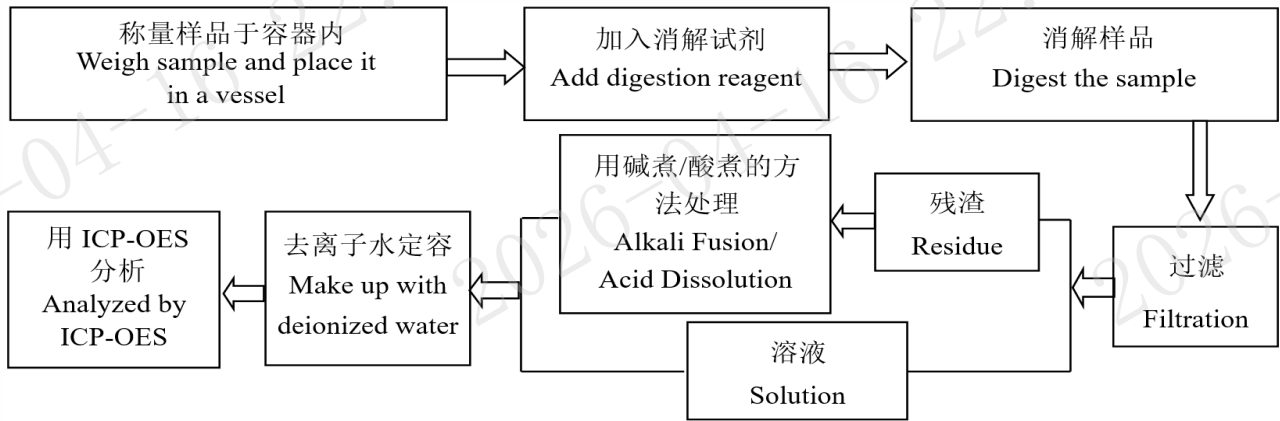 称量样品于容器内
Weigh sample and place it
in a vessel
加入消解试剂
Add digestion reagent
消解样品
Digest the sample
过滤
Filtration
残渣
Residue
用碱煮/酸煮的方
法处理
Alkali Fusion/
Acid Dissolution
溶液
Solution
去离子水定容
Make up with
deionized water
用 ICP-OES
分析
Analyzed by
ICP-OES
2026-04-16